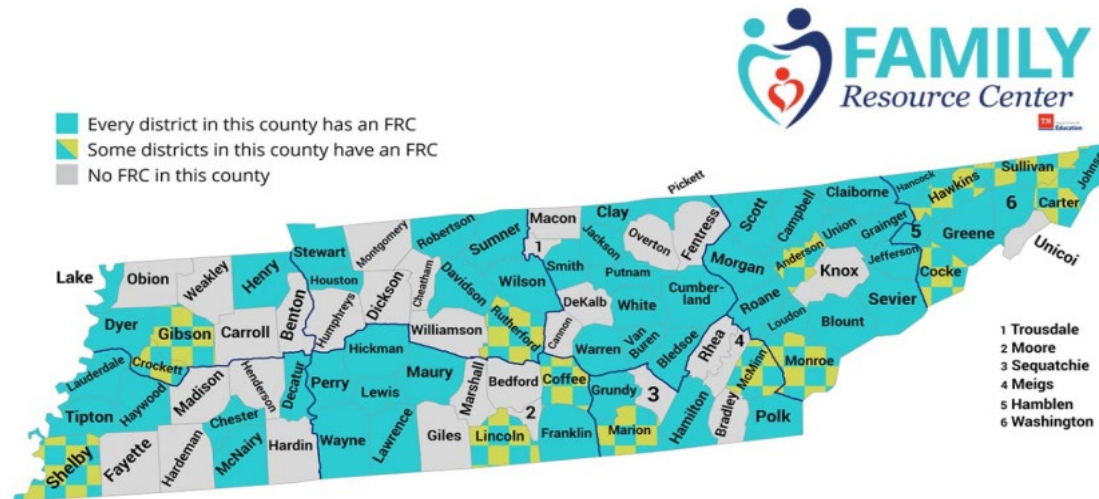 FAMILY
Resource Center
TN
Education
Every district in this county has an FRC
Some districts in this county have an FRC
No FRC in this county
Pickett
Hancock
Sullivan
Johnson
Hawkins
Carter
6
Unicoi
Greene
5
Claiborne
Campbell
Scott
Union
Grainger
Jefferson
Cocke
Sevier
Anderson
Knox
Morgan
Roane
Loudon
Blount
Monroe
Macon
1
Clay
Jackson
Overton
Fentress
Smith
Putnam
Cumber-
land
DeKalb
White
Cannon
Warren
Van
Buren
Bledsoe
Rhea
4
McMinn
Polk
Bradley
Hamilton
3
Grundy
Marion
Stewart
Montgomery
Robertson
Sumner
Houston
Humphreys
Dickson
Cheatham
Davidson
Wilson
Rutherford
Williamson
Hickman
Maury
Perry
Lewis
Wayne
Lawrence
Marshall
Bedford
Coffee
2
Giles
Lincoln
Franklin
Lake
Obion
Weakley
Henry
Benton
Dyer
Gibson
Carroll
Lauderdale
Crockett
Tipton
Haywood
Madison
Henderson
Decatur
Chester
Shelby
Fayette
Hardeman
McNairy
Hardin
1 Trousdale
2 Moore
3 Sequatchie
4 Meigs
5 Hamblen
6 Washington